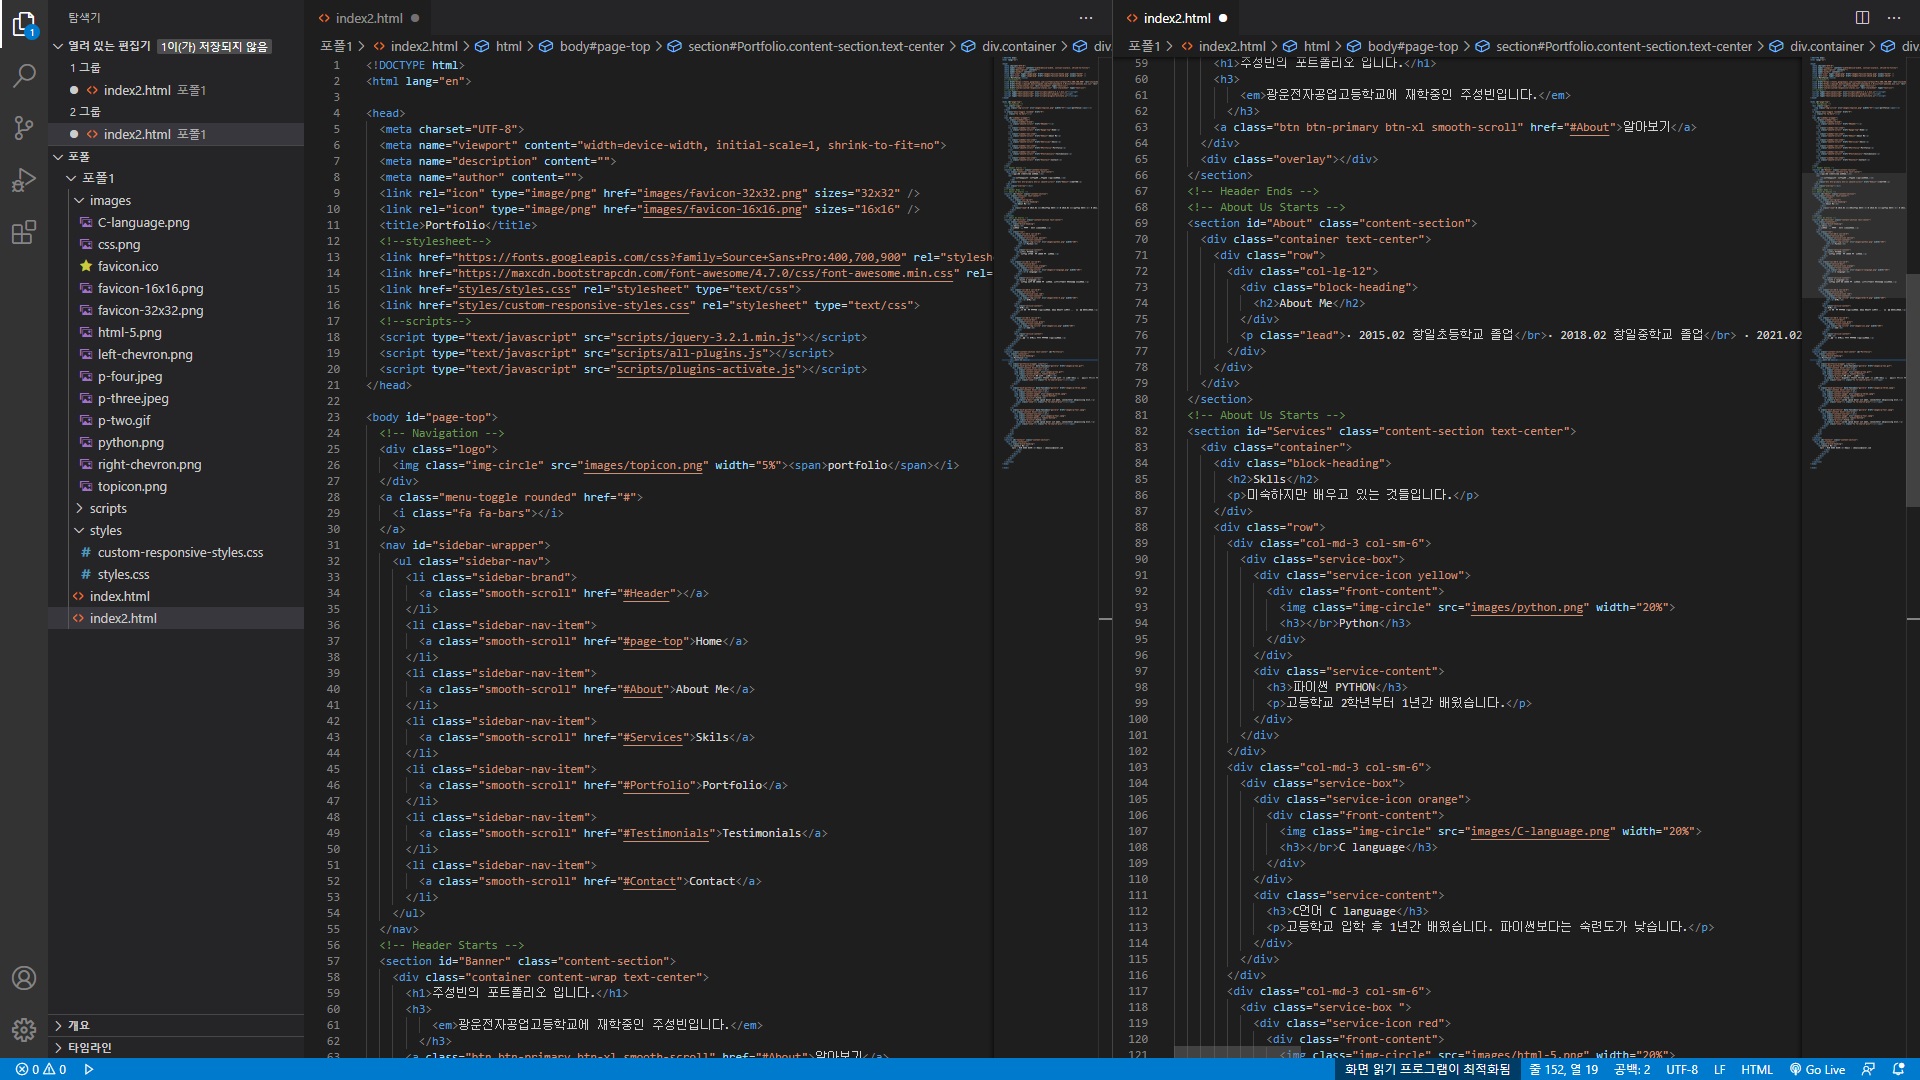 탐색기
열려 있는 편집기 1이(가) 저장되지 않음
1 그룹
index2.html 포폴1
2 그룹
index2.html 포폴1
포폴
포폴1
images
C-language.png
css.png
favicon.ico
favicon-16x16.png
favicon-32x32.png
html-5.png
left-chevron.png
p-four.jpeg
p-three.jpeg
p-two.gif
python.png
right-chevron.png
topicon.png
scripts
styles
custom-responsive-styles.css
styles.css
index.html
index2.html
개요
타임라인
index2.html
포폴1 > index2.html > html > body#page-top > section#Portfolio.content-section.text-center > div.container > div
1 <!DOCTYPE html>
2 <html lang="en">
3
4 <head>
5 <meta charset="UTF-8">
6 <meta name="viewport" content="width=device-width, initial-scale=1, shrink-to-fit=no">
7 <meta name="description" content="">
8 <meta name="author" content="">
9 <link rel="icon" type="image/png" href="images/favicon-32x32.png" sizes="32x32" />
10 <link rel="icon" type="image/png" href="images/favicon-16x16.png" sizes="16x16" />
11 <title>Portfolio</title>
12 <!--stylesheet-->
13 <link href="https://fonts.googleapis.com/css?family=Source+Sans+Pro:400,700,900" rel="stylesh
14 <link href="https://maxcdn.bootstrapcdn.com/font-awesome/4.7.0/css/font-awesome.min.css" rel=
15 <link href="styles/styles.css" rel="stylesheet" type="text/css">
16 <link href="styles/custom-responsive-styles.css" rel="stylesheet" type="text/css">
17 <!--scripts-->
18 <script type="text/javascript" src="scripts/jquery-3.2.1.min.js"></script>
19 <script type="text/javascript" src="scripts/all-plugins.js"></script>
20 <script type="text/javascript" src="scripts/plugins-activate.js"></script>
21 </head>
22
23 <body id="page-top">
24 <!-- Navigation -->
25 <div class="logo">
26 <img class="img-circle" src="images/topicon.png" width="5%"><span>portfolio</span></i>
27 </div>
28 <a class="menu-toggle rounded" href="#">
29 <i class="fa fa-bars"></i>
30 </a>
31 <nav id="sidebar-wrapper">
32 <ul class="sidebar-nav">
33 <li class="sidebar-brand">
34 <a class="smooth-scroll" href="#Header"></a>
35 </li>
36 <li class="sidebar-nav-item">
37 <a class="smooth-scroll" href="#page-top">Home</a>
38 </li>
39 <li class="sidebar-nav-item">
40 <a class="smooth-scroll" href="#About">About Me</a>
41 </li>
42 <li class="sidebar-nav-item">
43 <a class="smooth-scroll" href="#Services">Skils</a>
44 </li>
45 <li class="sidebar-nav-item">
46 <a class="smooth-scroll" href="#Portfolio">Portfolio</a>
47 </li>
48 <li class="sidebar-nav-item">
49 <a class="smooth-scroll" href="#Testimonials">Testimonials</a>
50 </li>
51 <li class="sidebar-nav-item">
52 <a class="smooth-scroll" href="#Contact">Contact</a>
53 </li>
54 </ul>
55 </nav>
56 <!-- Header Starts -->
57 <section id="Banner" class="content-section">
58 <div class="container content-wrap text-center">
59 <h1>주성빈의 포트폴리오 입니다.</h1>
60 <h3>
61 <em>광운전자공업고등학교에 재학중인 주성빈입니다.</em>
62 </h3>
63 <a class="btn btn-primary btn-xl smooth-scroll" href="#About">알아보기</a>
index2.html
포폴1 > index2.html > html > body#page-top > section#Portfolio.content-section.text-center > div.container > div
59 <h1>주성빈의 포트폴리오 입니다.</h1>
60 <h3>
61 <em>광운전자공업고등학교에 재학중인 주성빈입니다.</em>
62 </h3>
63 <a class="btn btn-primary btn-xl smooth-scroll" href="#About">알아보기</a>
64 </div>
65 <div class="overlay"></div>
66 </section>
67 <!-- Header Ends -->
68 <!-- About Us Starts -->
69 <section id="About" class="content-section">
70 <div class="container text-center">
71 <div class="row">
72 <div class="col-lg-12">
73 <div class="block-heading">
74 <h2>About Me</h2>
75 </div>
76 <p class="lead">· 2015.02 창일초등학교 졸업</br>· 2018.02 창일중학교 졸업</br> · 2021.02
77 </div>
78 </div>
79 </div>
80 </section>
81 <!-- About Us Starts -->
82 <section id="Services" class="content-section text-center">
83 <div class="container">
84 <div class="block-heading">
85 <h2>Sklls</h2>
86 <p>미숙하지만 배우고 있는 것들입니다.</p>
87 </div>
88 <div class="row">
89 <div class="col-md-3 col-sm-6">
90 <div class="service-box">
91 <div class="service-icon yellow">
92 <div class="front-content">
93 <img class="img-circle" src="images/python.png" width="20%">
94 <h3></br>Python</h3>
95 </div>
96 </div>
97 <div class="service-content">
98 <h3>파이썬 PYTHON</h3>
99 <p>고등학교 2학년부터 1년간 배웠습니다.</p>
100 </div>
101 </div>
102 </div>
103 <div class="col-md-3 col-sm-6">
104 <div class="service-box">
105 <div class="service-icon orange">
106 <div class="front-content">
107 <img class="img-circle" src="images/C-language.png" width="20%">
108 <h3></br>C language</h3>
109 </div>
110 </div>
111 <div class="service-content">
112 <h3>C언어 C language</h3>
113 <p>고등학교 입학 후 1년간 배웠습니다. 파이썬보다는 숙련도가 낮습니다.</p>
114 </div>
115 </div>
116 </div>
117 <div class="col-md-3 col-sm-6">
118 <div class="service-box ">
119 <div class="service-icon red">
120 <div class="front-content">
121 <img class="img-circle" src="images/html-5.png" width="20%">
0 0 화면 읽기 프로그램이 최적화됨 줄 152, 열 19 공백: 2 UTF-8 LF HTML Go Live